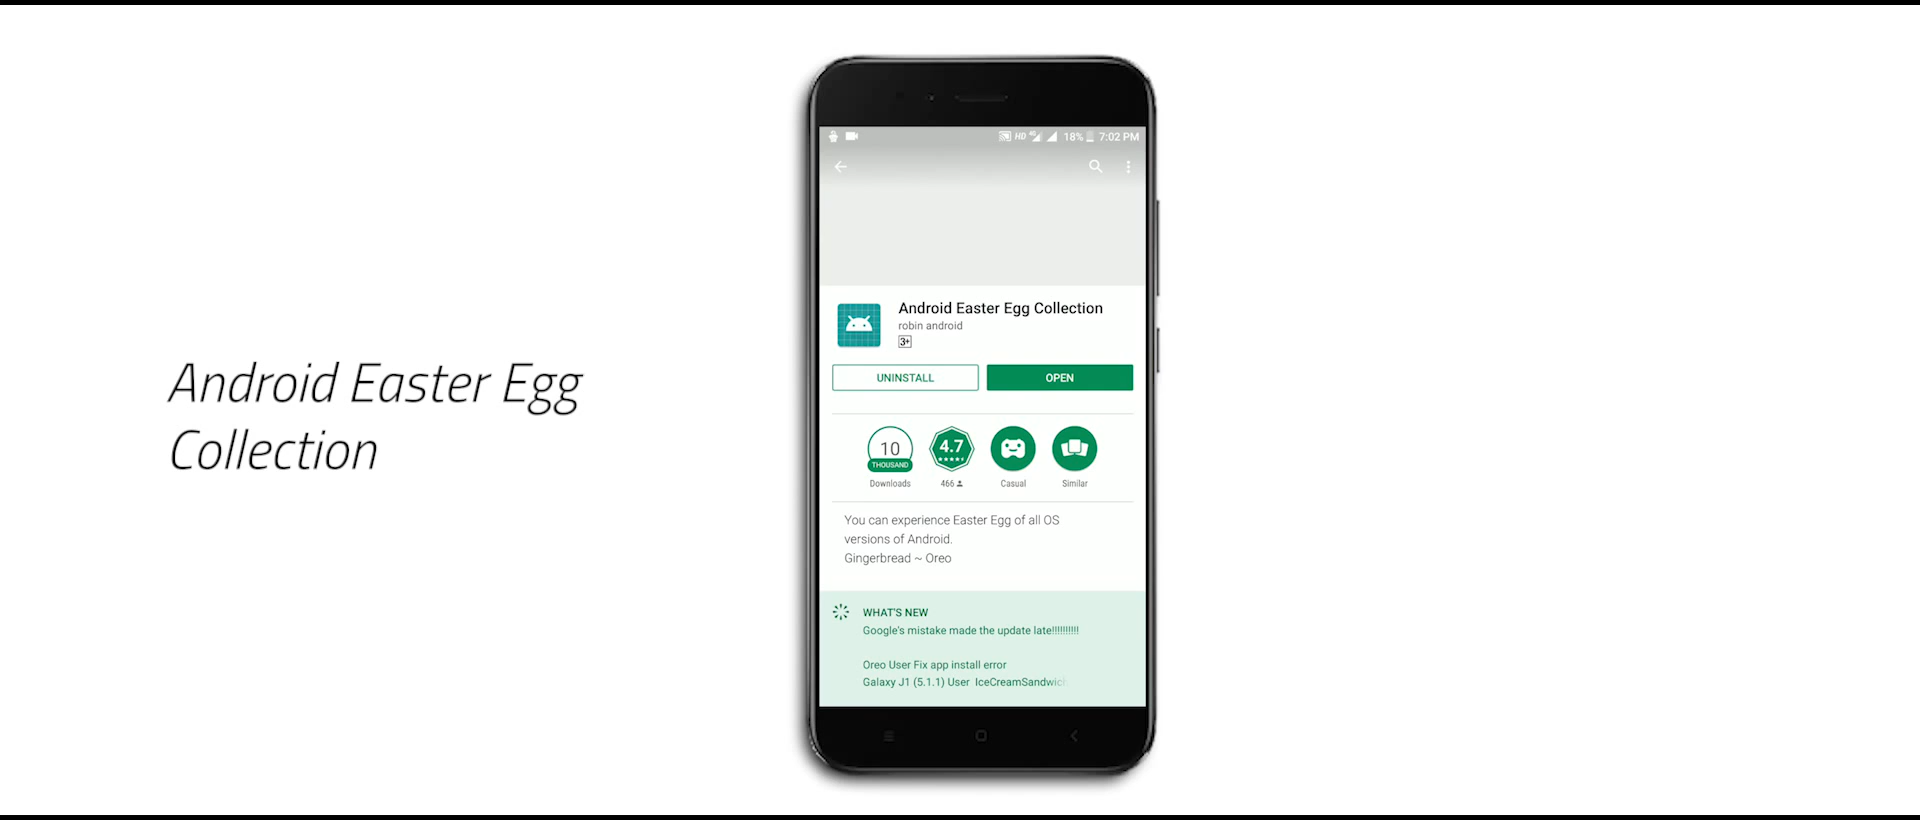 Android Easter Egg
Collection
HD 4G 18% 7:02 PM
Android Easter Egg Collection
robin android
3+
UNINSTALL
OPEN
10
THOUSAND
Downloads
4.7
466
Casual
Similar
You can experience Easter Egg of all OS
versions of Android.
Gingerbread ~ Oreo
WHAT'S NEW
Google's mistake made the update late!!!!!!!!!!
Oreo User Fix app install error
Galaxy J1 (5.1.1) User IceCreamSandwich